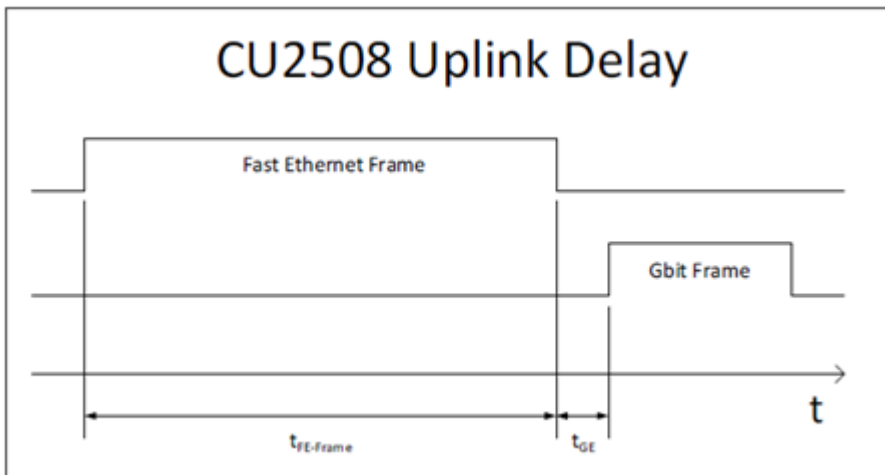 CU2508 Uplink Delay
Fast Ethernet Frame
Gbit Frame
t
tFE-Frame
tGE